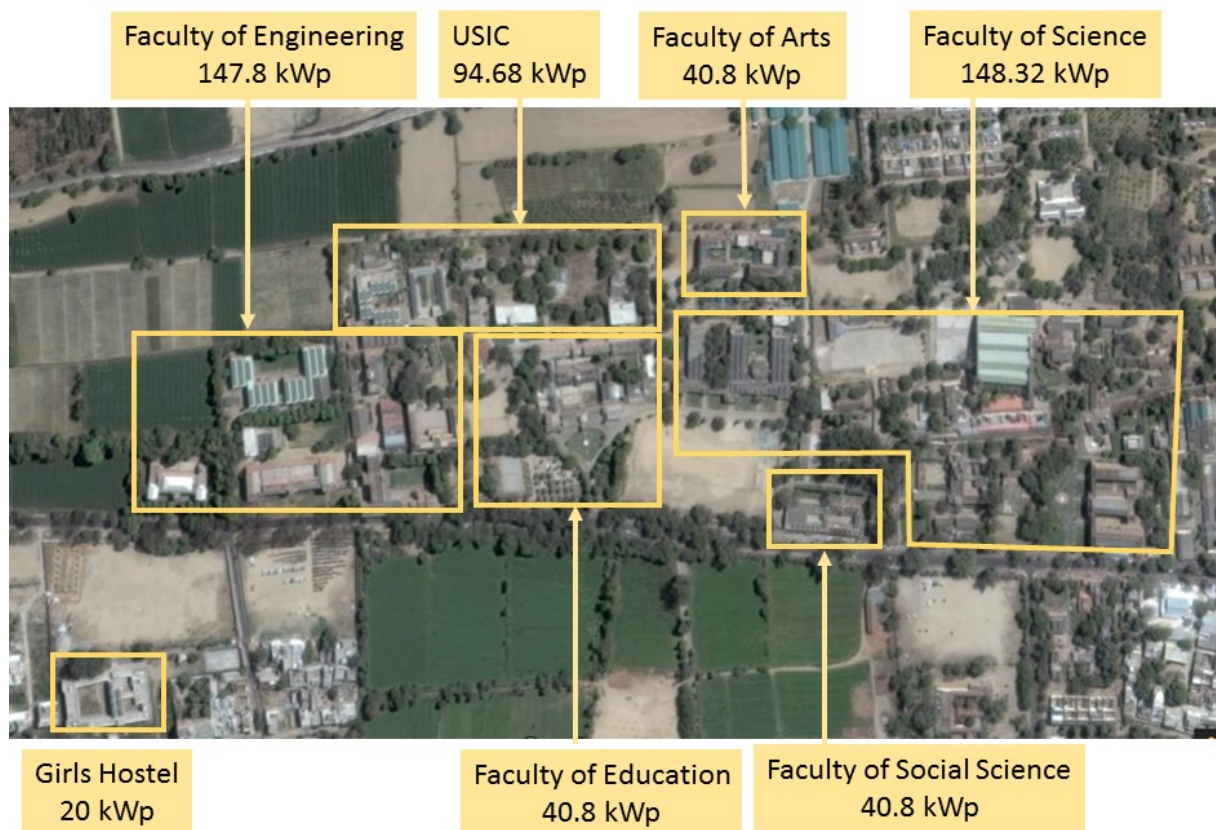 Faculty of Engineering
147.8 kWp
USIC
94.68 kWp
Faculty of Arts
40.8 kWp
Faculty of Science
148.32 kWp
Girls Hostel
20 kWp
Faculty of Education
40.8 kWp
Faculty of Social Science
40.8 kWp